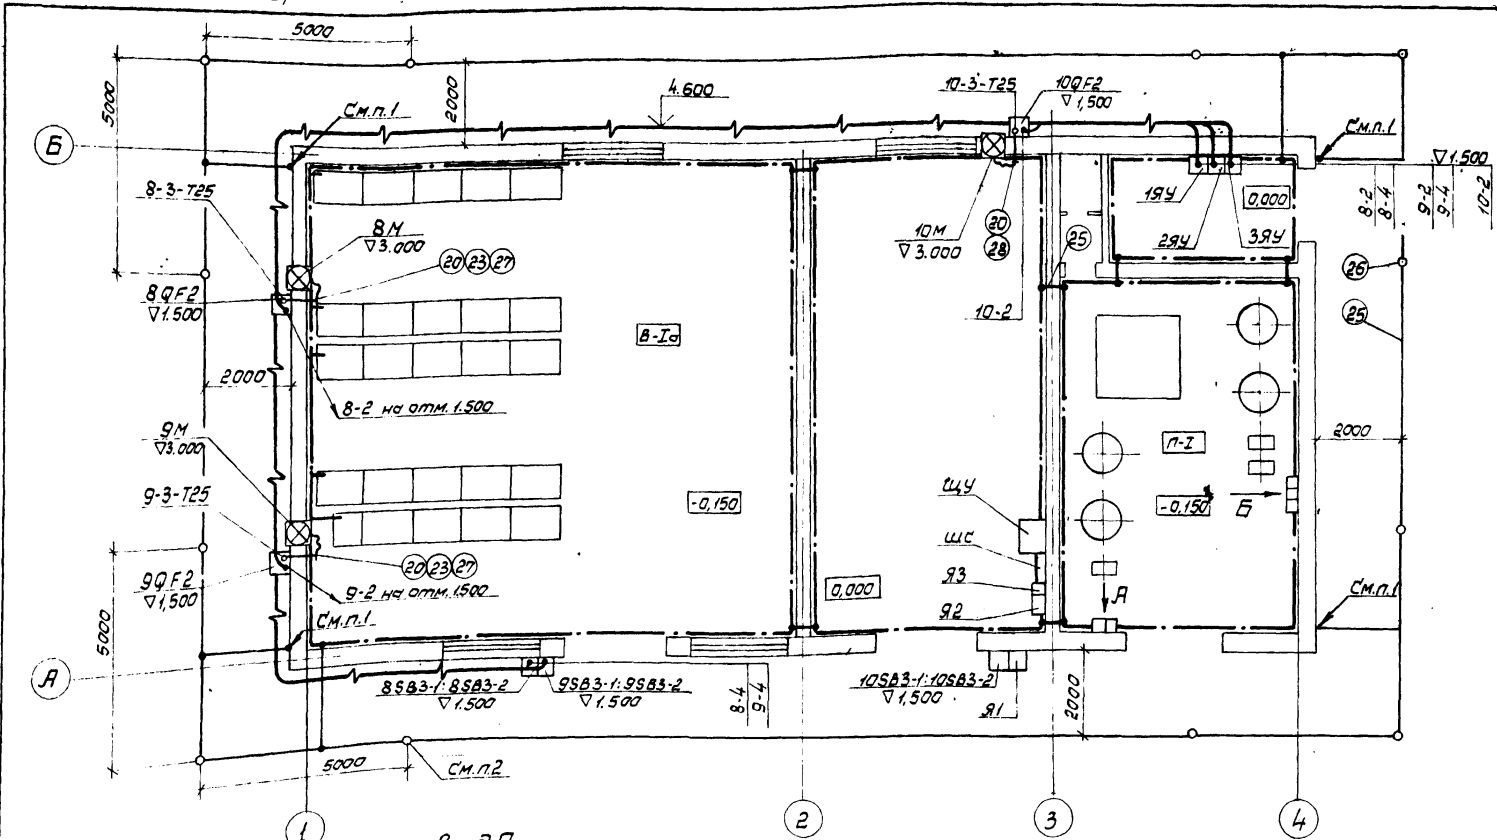 5000
5000
2000
4.600
10-3-Т25
10QF2
▽1,500
См.п.1
См.п.1
Б
▽1.500
8-2
8-4
9-2
9-4
10-2
8-3-Т25
8М
▽3.000
20 23 27
8QF2
▽1.500
10М
▽3.000
20
28
25
1ЯУ
2ЯУ
3ЯУ
0,000
26
25
10-2
В-Iа
2000
8-2 на отм. 1.500
9М
▽3.000
П-I
2000
9-3-Т25
-0,150
ЩУ
-0,150
Б
ШС
9QF2
▽1,500
20 23 27
9-2 на отм. 1.500
0,000
Я3
Я2
А
См.п.1
См.п.1
5000
А
8SB3-1:8SB3-2
▽1.500
9SB3-1:9SB3-2
▽1.500
8-4
9-4
10SB3-1:10SB3-2
▽1,500
Я1
2000
5000
См.п.2
1
2
3
4